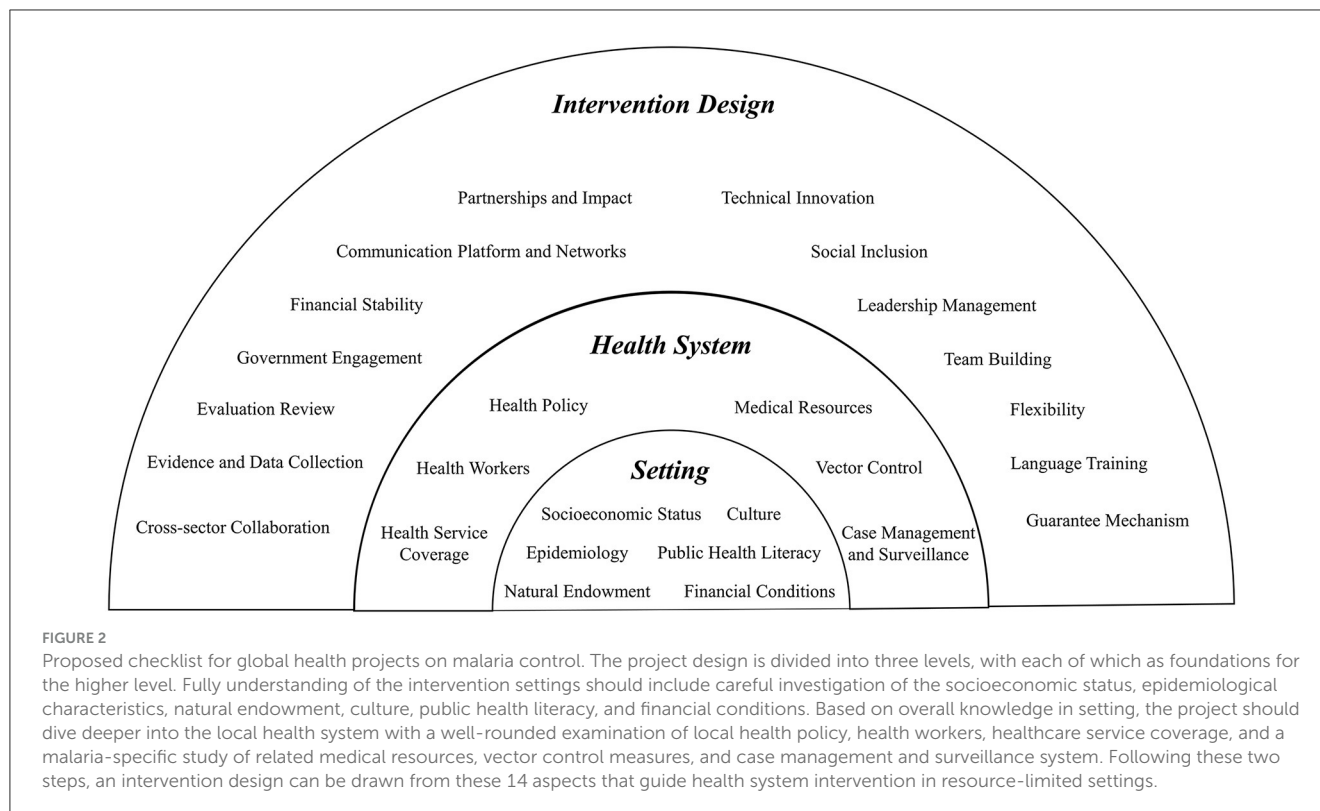 Intervention Design
Partnerships and Impact
Technical Innovation
Communication Platform and Networks
Social Inclusion
Financial Stability
Leadership Management
Health System
Government Engagement
Team Building
Evaluation Review
Health Policy
Medical Resources
Flexibility
Evidence and Data Collection
Health Workers
Setting
Vector Control
Language Training
Socioeconomic Status
Culture
Cross-sector Collaboration
Health Service
Coverage
Case Management
and Surveillance
Guarantee Mechanism
Epidemiology
Public Health Literacy
Natural Endowment
Financial Conditions
FIGURE 2
Proposed checklist for global health projects on malaria control. The project design is divided into three levels, with each of which as foundations for
the higher level. Fully understanding of the intervention settings should include careful investigation of the socioeconomic status, epidemiological
characteristics, natural endowment, culture, public health literacy, and financial conditions. Based on overall knowledge in setting, the project should
dive deeper into the local health system with a well-rounded examination of local health policy, health workers, healthcare service coverage, and a
malaria-specific study of related medical resources, vector control measures, and case management and surveillance system. Following these two
steps, an intervention design can be drawn from these 14 aspects that guide health system intervention in resource-limited settings.